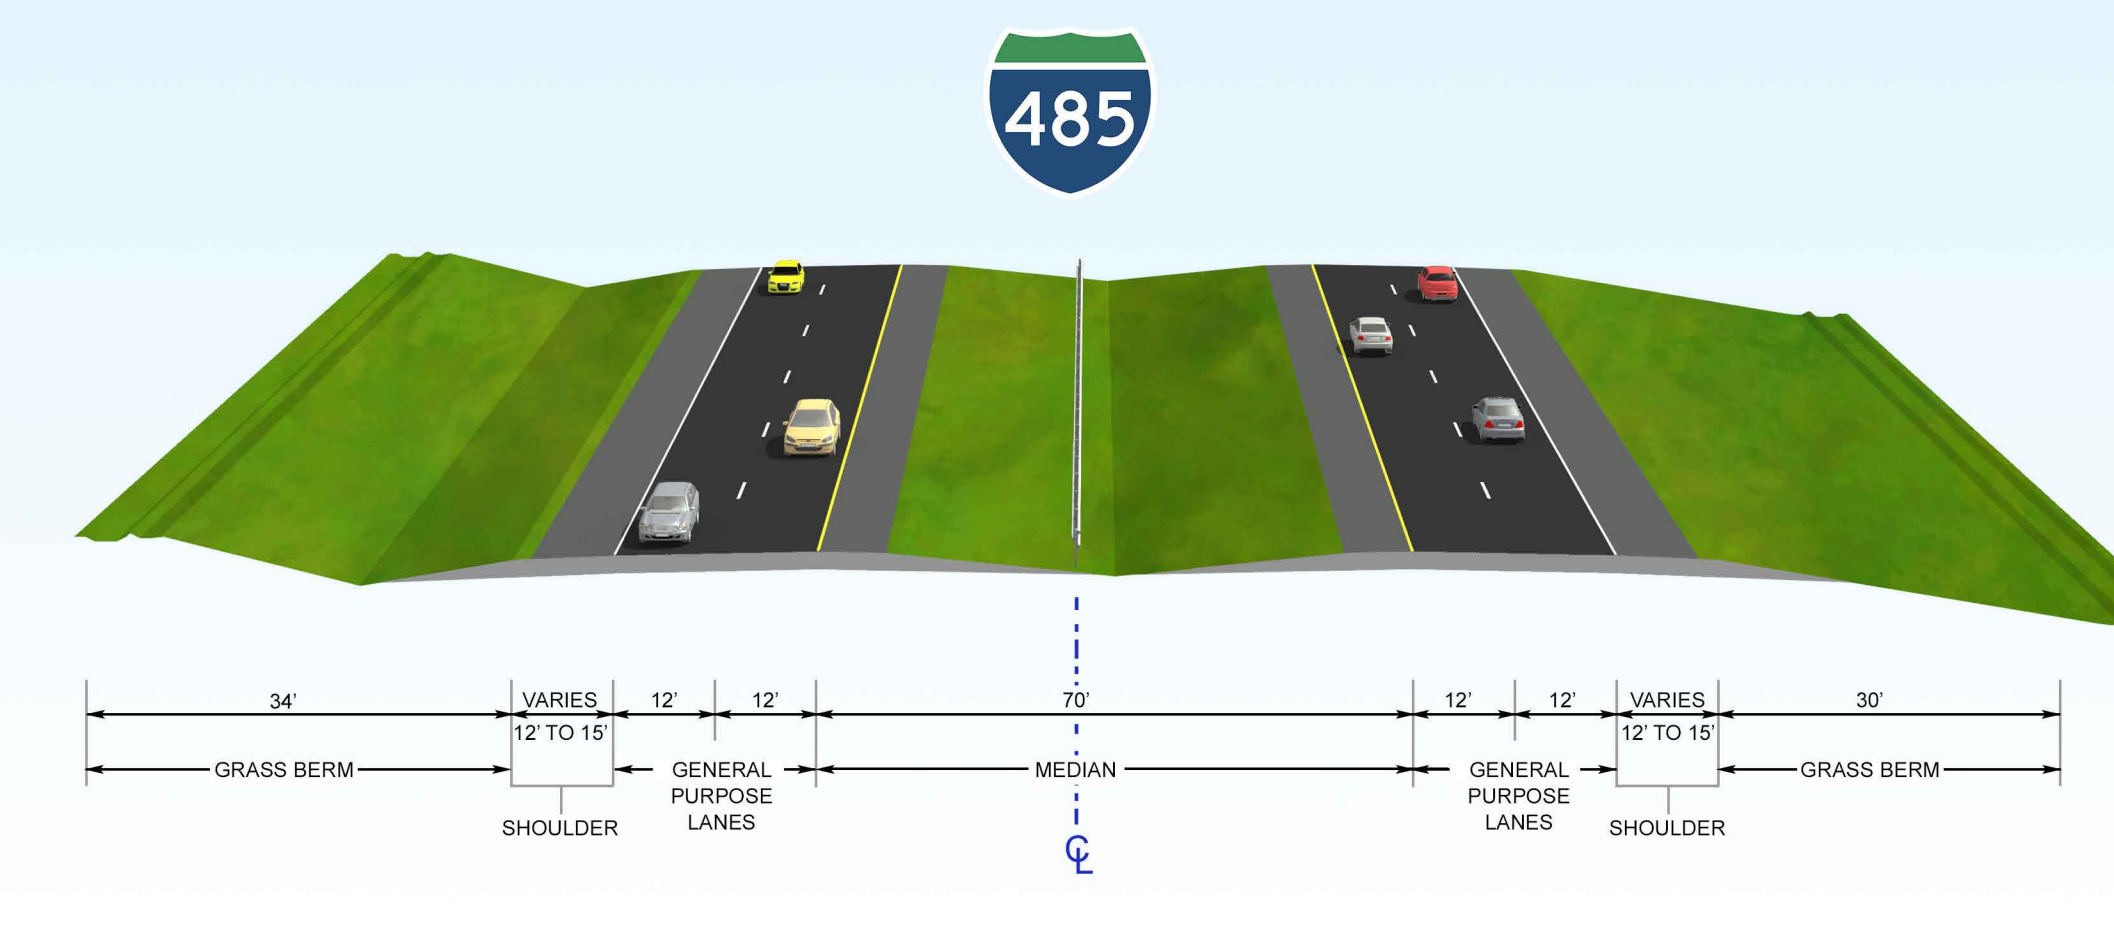 485
34’
VARIES
12’
12’
70’
12’
12’
VARIES
30’
12’ TO 15’
12’ TO 15’
GRASS BERM
GENERAL
PURPOSE
LANES
MEDIAN
GENERAL
PURPOSE
LANES
GRASS BERM
SHOULDER
SHOULDER
CL